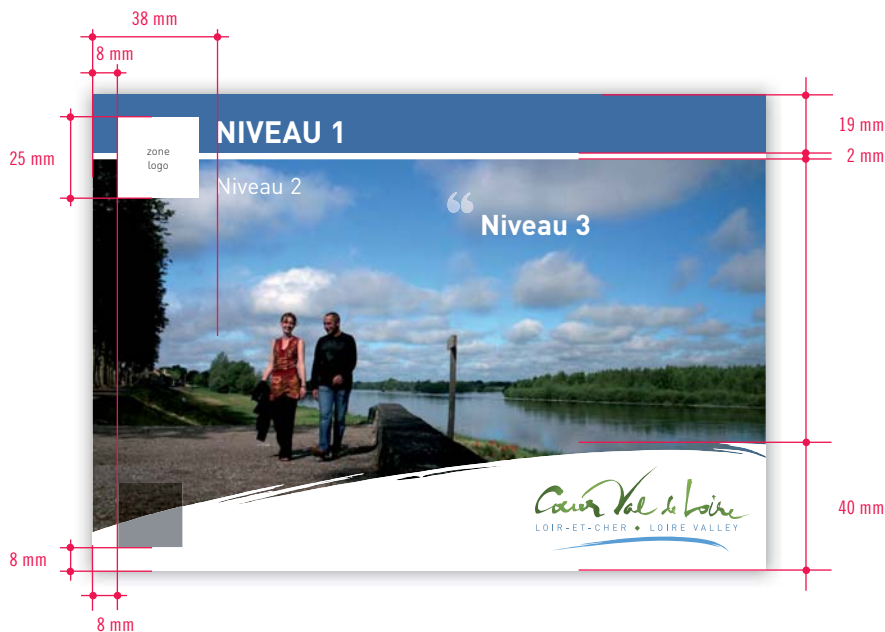 38 mm
8 mm
19 mm
NIVEAU 1
25 mm
zone
logo
2 mm
Niveau 2
“
Niveau 3
Cœur Val de Loire
LOIR-ET-CHER ◆ LOIRE VALLEY
40 mm
8 mm
8 mm